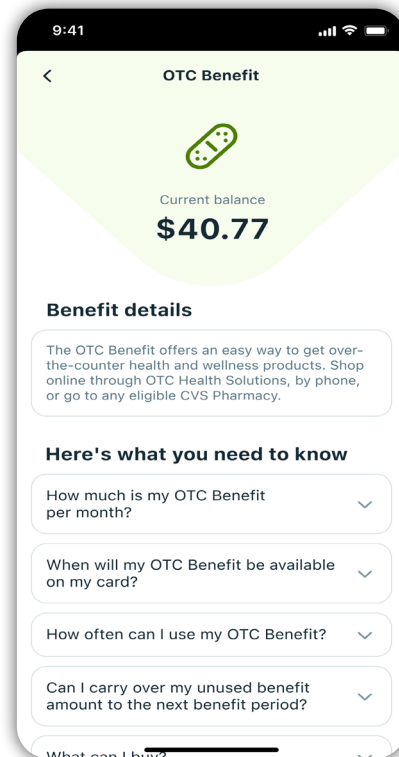 9:41
OTC Benefit
Current balance
$40.77
Benefit details
The OTC Benefit offers an easy way to get over-
the-counter health and wellness products. Shop
online through OTC Health Solutions, by phone,
or go to any eligible CVS Pharmacy.
Here's what you need to know
How much is my OTC Benefit
per month?
When will my OTC Benefit be available
on my card?
How often can I use my OTC Benefit?
Can I carry over my unused benefit
amount to the next benefit period?
What can I buy?